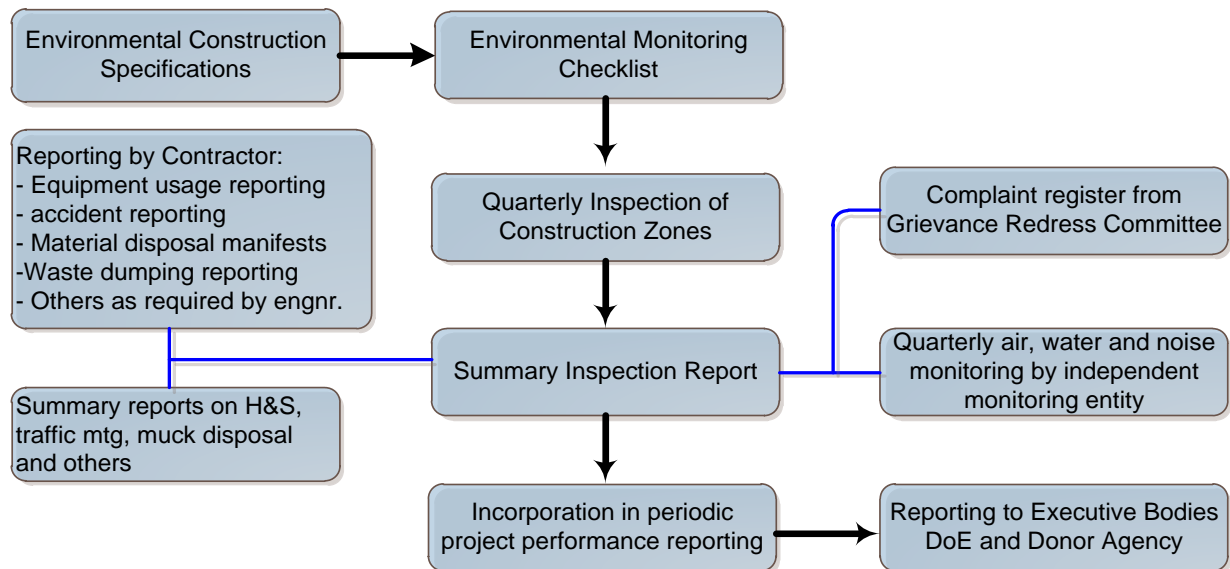 Environmental Construction
Specifications
Environmental Monitoring
Checklist
Reporting by Contractor:
- Equipment usage reporting
- accident reporting
- Material disposal manifests
-Waste dumping reporting
- Others as required by engnr.
Quarterly Inspection of
Construction Zones
Complaint register from
Grievance Redress Committee
Summary Inspection Report
Quarterly air, water and noise
monitoring by independent
monitoring entity
Summary reports on H&S,
traffic mtg, muck disposal
and others
Incorporation in periodic
project performance reporting
Reporting to Executive Bodies
DoE and Donor Agency